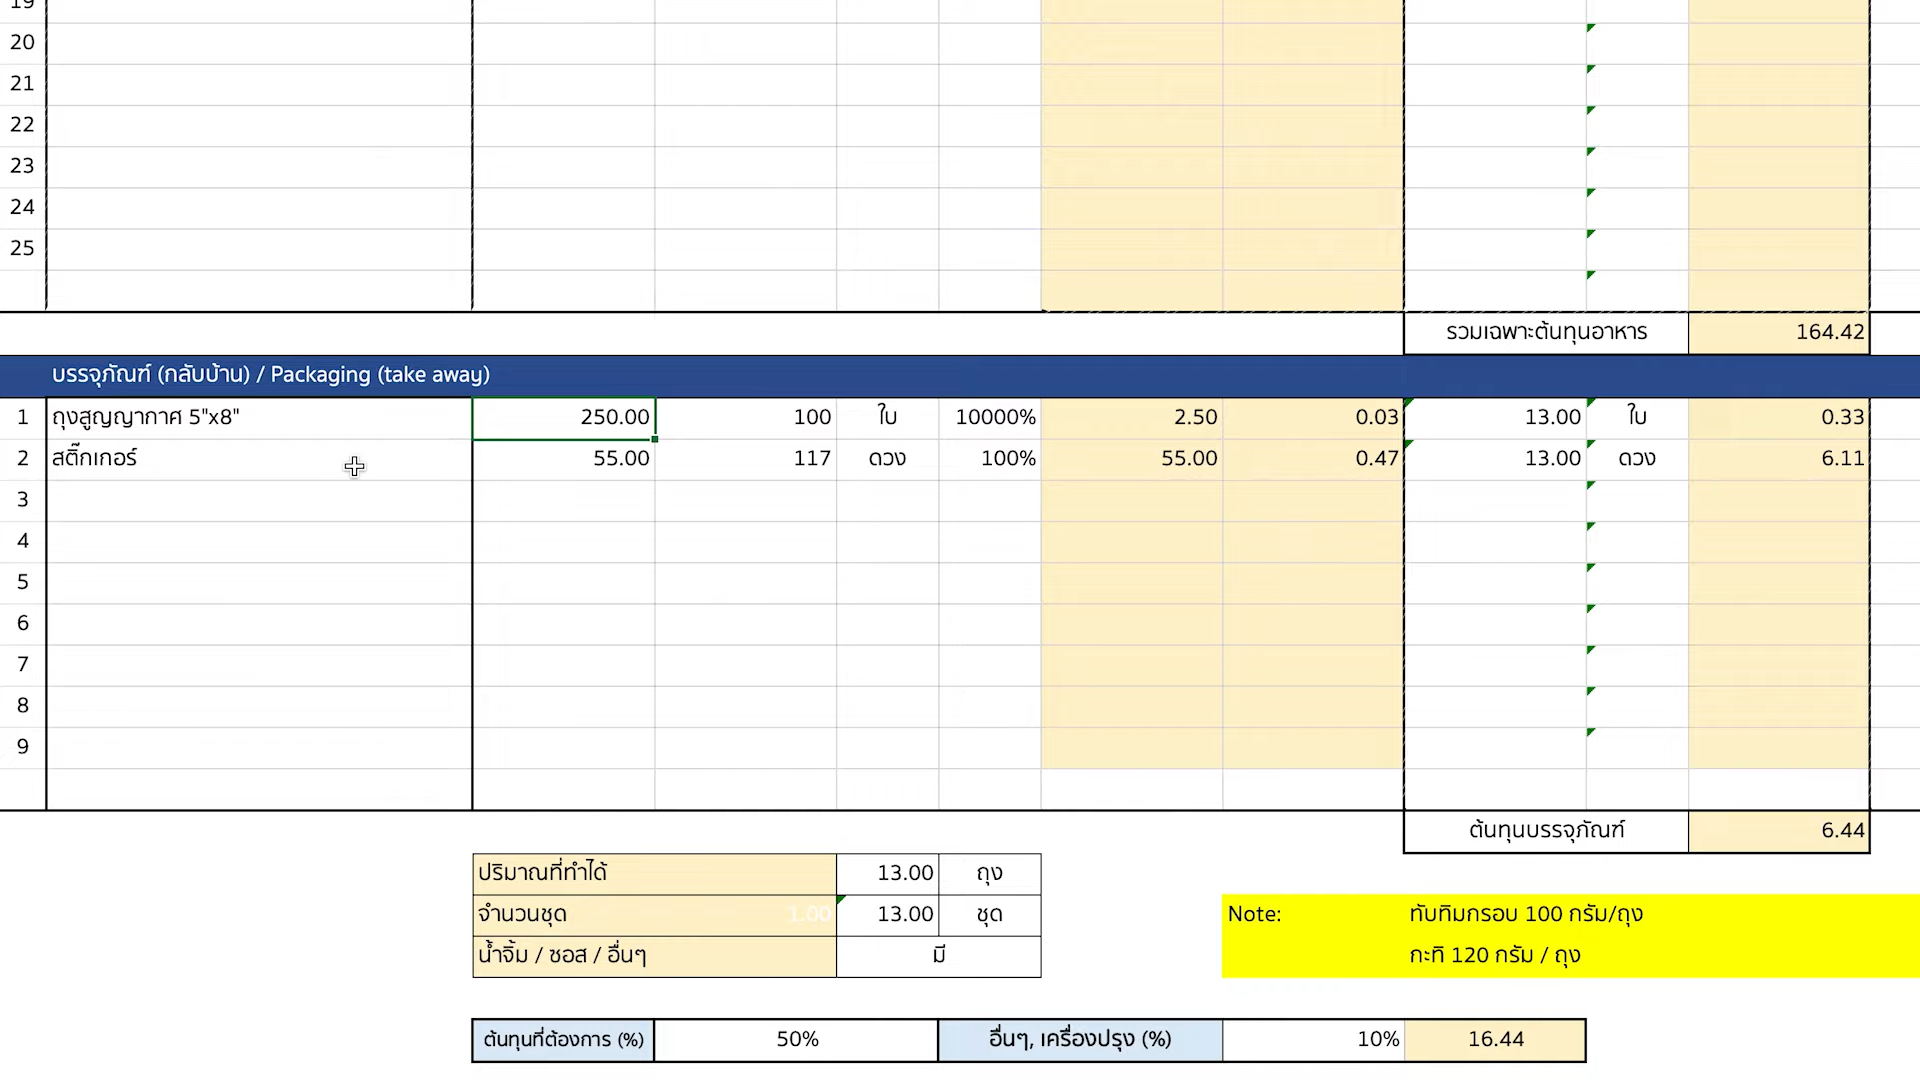 19
20
21
22
23
24
25
รวมเฉพาะต้นทุนอาหาร 164.42
บรรจุภัณฑ์ (กลับบ้าน) / Packaging (take away)
1 ถุงสูญญากาศ 5"x8" 250.00 100 ใบ 10000% 2.50 0.03 13.00 ใบ 0.33
2 สติ๊กเกอร์ 55.00 117 ดวง 100% 55.00 0.47 13.00 ดวง 6.11
3
4
5
6
7
8
9
ต้นทุนบรรจุภัณฑ์ 6.44
ปริมาณที่ทำได้ 13.00 ถุง
จำนวนชุด 1.00 13.00 ชุด
Note: ทับทิมกรอบ 100 กรัม/ถุง
น้ำจิ้ม / ซอส / อื่นๆ มี
กะทิ 120 กรัม / ถุง
ต้นทุนที่ต้องการ (%) 50% อื่นๆ, เครื่องปรุง (%) 10% 16.44